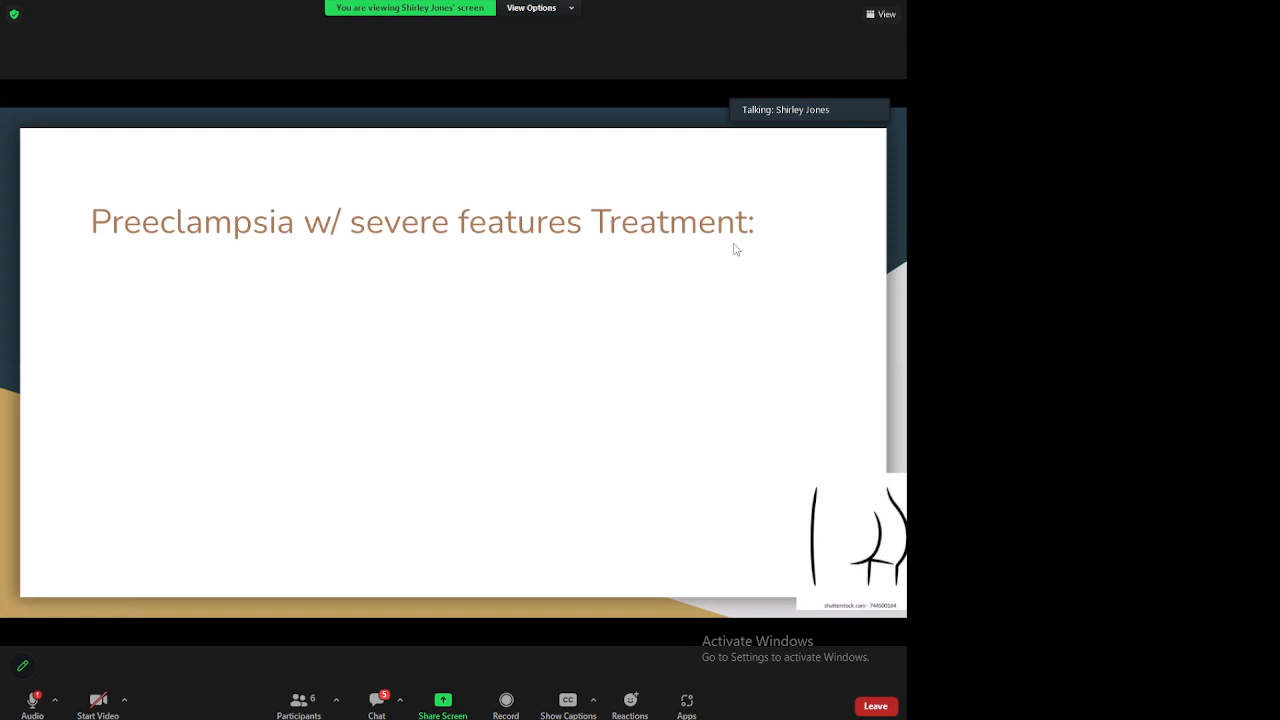 You are viewing Shirley Jones' screen
View Options
View
Talking: Shirley Jones
Preeclampsia w/ severe features Treatment:
shutterstock.com · 744500164
Activate Windows
Go to Settings to activate Windows.
6
5
CC
Audio
Start Video
Participants
Chat
Share Screen
Record
Show Captions
Reactions
Apps
Leave